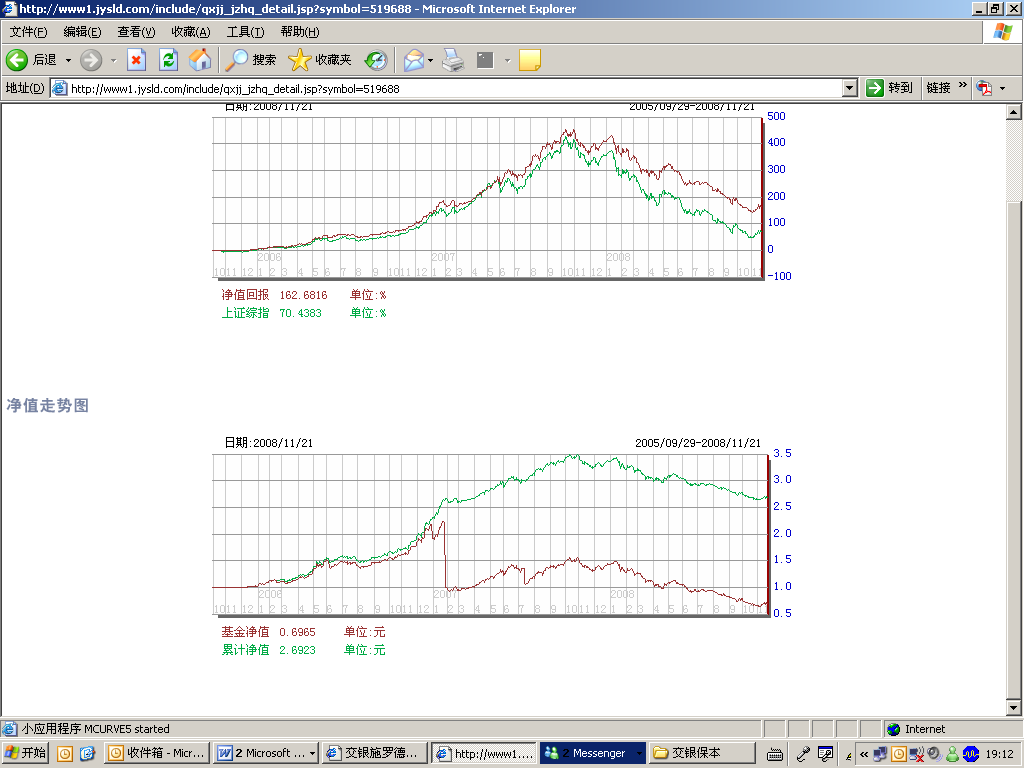 http://www1.jysld.com/include/qxjj_jzhq_detail.jsp?symbol=519688 - Microsoft Internet Explorer
文件(F) 编辑(E) 查看(V) 收藏(A) 工具(T) 帮助(H)
后退 搜索 收藏夹
地址(D) http://www1.jysld.com/include/qxjj_jzhq_detail.jsp?symbol=519688 转到 链接 »
日期:2008/11/21 2005/09/29-2008/11/21
500
400
300
200
100
0
-100
2006 2007 2008
10 11 12 1 2 3 4 5 6 7 8 9 10 11 12 1 2 3 4 5 6 7 8 9 10 11 12 1 2 3 4 5 6 7 8 9 10 11
净值回报 162.6816 单位:%
上证综指 70.4383 单位:%
净值走势图
日期:2008/11/21 2005/09/29-2008/11/21
3.5
3.0
2.5
2.0
1.5
1.0
0.5
2006 2007 2008
10 11 12 1 2 3 4 5 6 7 8 9 10 11 12 1 2 3 4 5 6 7 8 9 10 11 12 1 2 3 4 5 6 7 8 9 10 11
基金净值 0.6965 单位:元
累计净值 2.6923 单位:元
小应用程序 MCURVE5 started Internet
开始 收件箱 - Micr... 2 Microsoft ... 交银施罗德... http://www1.... 2 Messenger 交银保本 « 19:12